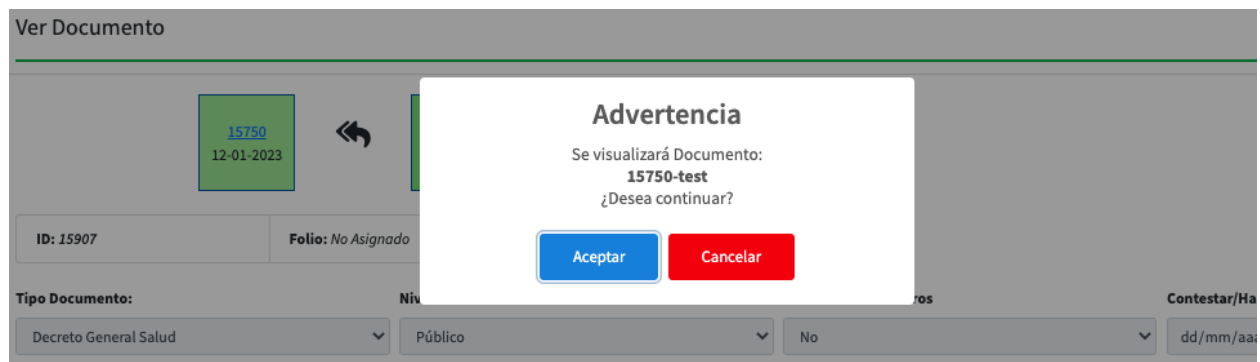 Ver Documento
15750
12-01-2023
Advertencia
Se visualizará Documento:
15750-test
¿Desea continuar?
Aceptar
Cancelar
ID: 15907
Folio: No Asignado
Tipo Documento:
Contestar/Ha
Decreto General Salud
Público
No
dd/mm/aaa